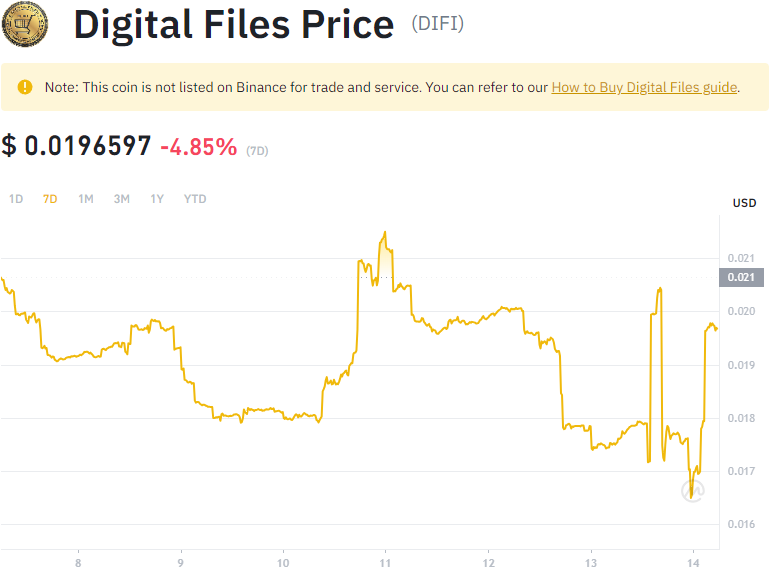 Digital Files Price (DIFI)
Note: This coin is not listed on Binance for trade and service. You can refer to our How to Buy Digital Files guide.
$ 0.0196597 -4.85% (7D)
1D 7D 1M 3M 1Y YTD
USD
0.021
0.021
0.020
0.019
0.018
0.017
0.016
8 9 10 11 12 13 14